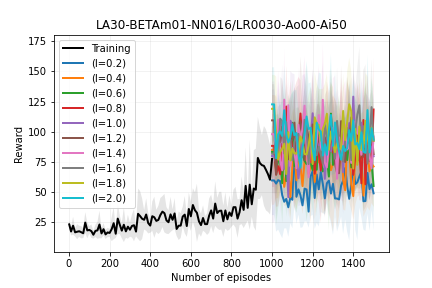 LA30-BETAm01-NN016/LR0030-Ao00-Ai50
175
150
125
100
75
50
25
Reward
Training
(l=0.2)
(l=0.4)
(l=0.6)
(l=0.8)
(l=1.0)
(l=1.2)
(l=1.4)
(l=1.6)
(l=1.8)
(l=2.0)
0 200 400 600 800 1000 1200 1400
Number of episodes